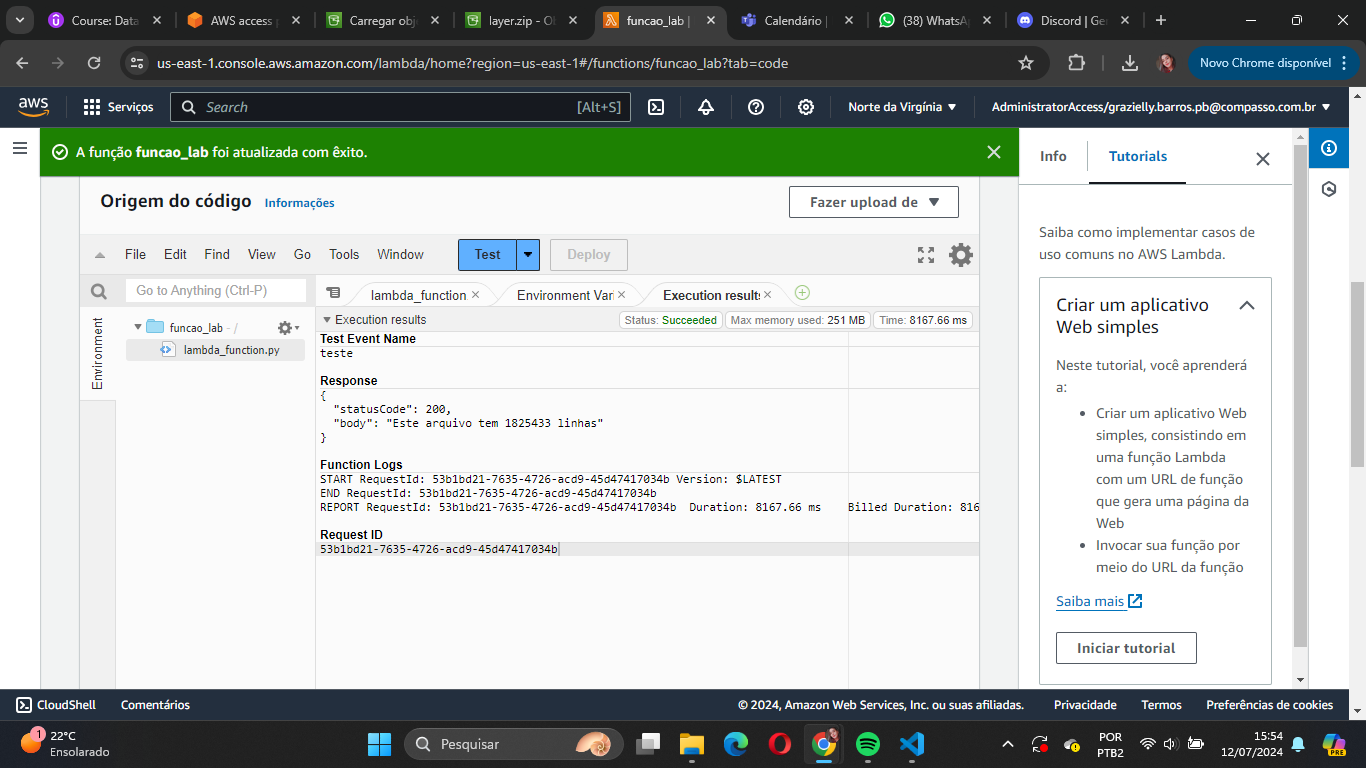 Course: Data
AWS access p
Carregar obj
layer.zip - Ob
funcao_lab |
Calendário |
(38) WhatsA
Discord | Ge
us-east-1.console.aws.amazon.com/lambda/home?region=us-east-1#/functions/funcao_lab?tab=code
Novo Chrome disponível
aws
Serviços
Search
[Alt+S]
Norte da Virgínia
AdministratorAccess/grazielly.barros.pb@compasso.com.br
A função funcao_lab foi atualizada com êxito.
Origem do código Informações
Fazer upload de
File Edit Find View Go Tools Window
Test
Deploy
Go to Anything (Ctrl-P)
lambda_function
Environment Vari
Execution results
Environment
funcao_lab - /
lambda_function.py
Execution results
Status: Succeeded
Max memory used: 251 MB
Time: 8167.66 ms
Test Event Name
teste
Response
{
"statusCode": 200,
"body": "Este arquivo tem 1825433 linhas"
}
Function Logs
START RequestId: 53b1bd21-7635-4726-acd9-45d47417034b Version: $LATEST
END RequestId: 53b1bd21-7635-4726-acd9-45d47417034b
REPORT RequestId: 53b1bd21-7635-4726-acd9-45d47417034b Duration: 8167.66 ms Billed Duration: 816
Request ID
53b1bd21-7635-4726-acd9-45d47417034b
Info
Tutorials
Saiba como implementar casos de
uso comuns no AWS Lambda.
Criar um aplicativo
Web simples
Neste tutorial, você aprenderá
a:
• Criar um aplicativo Web
simples, consistindo em
uma função Lambda
com um URL de função
que gera uma página da
Web
• Invocar sua função por
meio do URL da função
Saiba mais
Iniciar tutorial
CloudShell
Comentários
© 2024, Amazon Web Services, Inc. ou suas afiliadas.
Privacidade
Termos
Preferências de cookies
1
22°C
Ensolarado
Pesquisar
POR
PTB2
15:54
12/07/2024
PRE